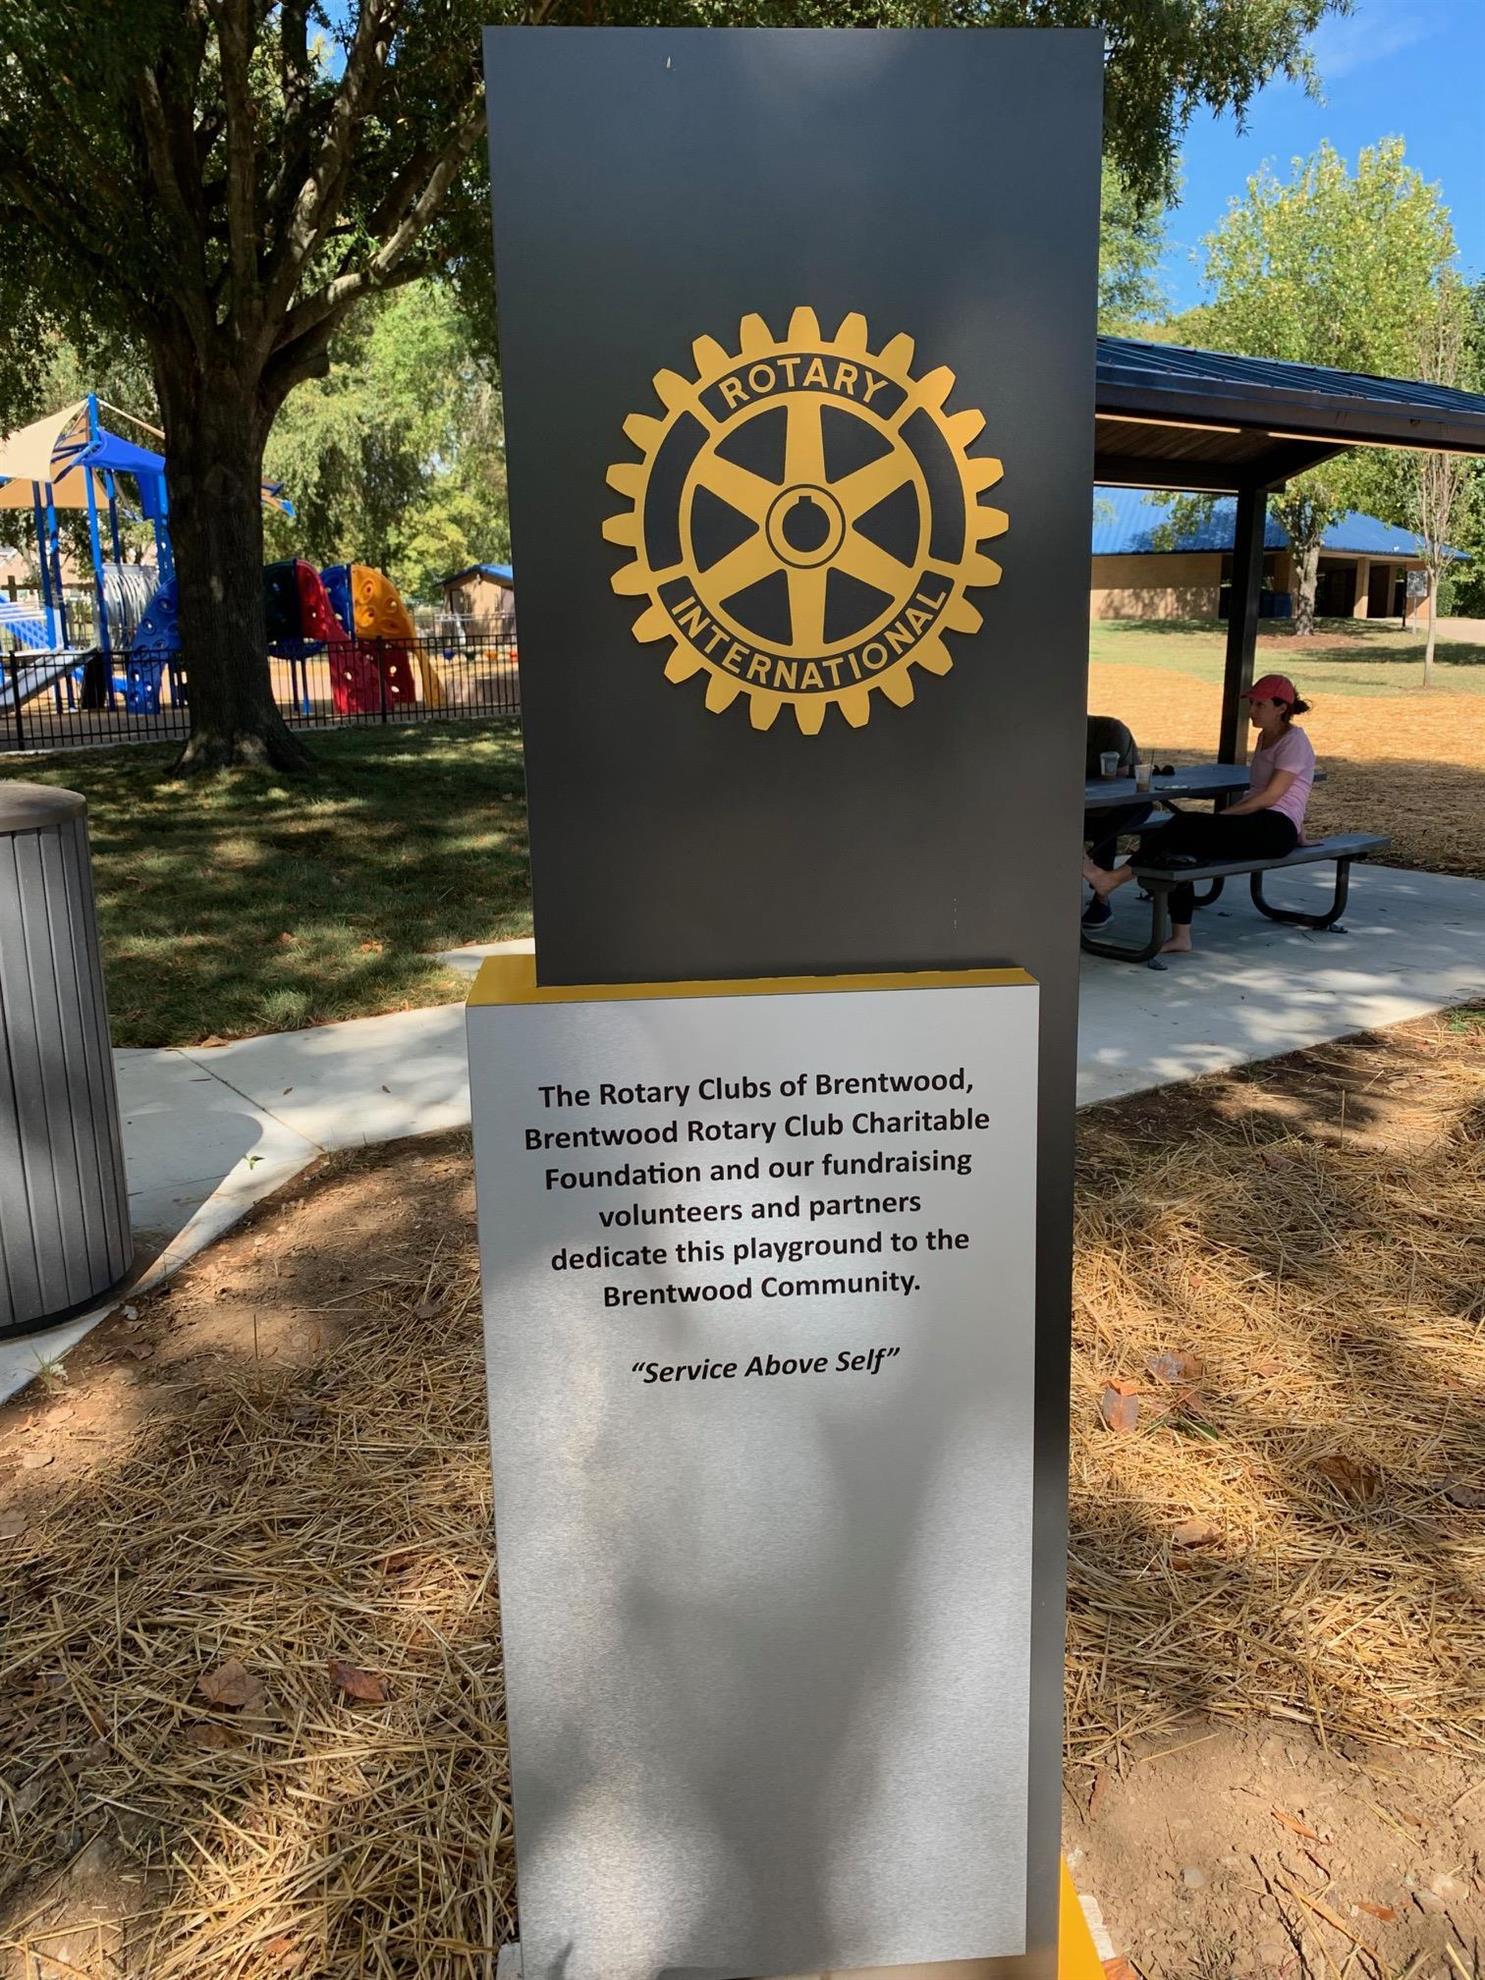 ROTARY
INTERNATIONAL
The Rotary Clubs of Brentwood,
Brentwood Rotary Club Charitable
Foundation and our fundraising
volunteers and partners
dedicate this playground to the
Brentwood Community.
“Service Above Self”